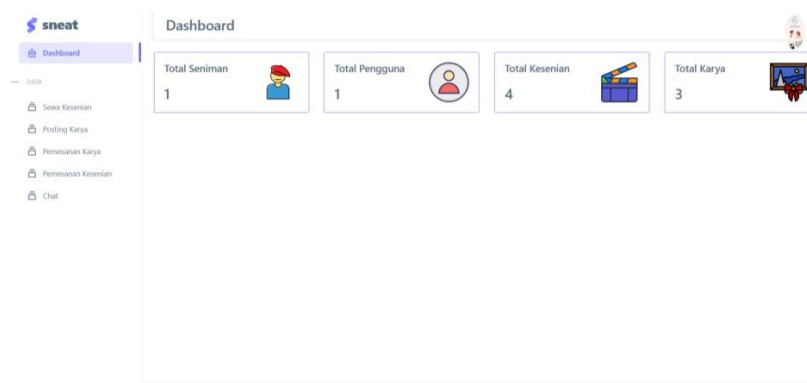 sneat
Dashboard
DATA
Sewa Kesenian
Posting Karya
Pemesanan Karya
Pemesanan Kesenian
Chat
Dashboard
Total Seniman
1
Total Pengguna
1
Total Kesenian
4
Total Karya
3